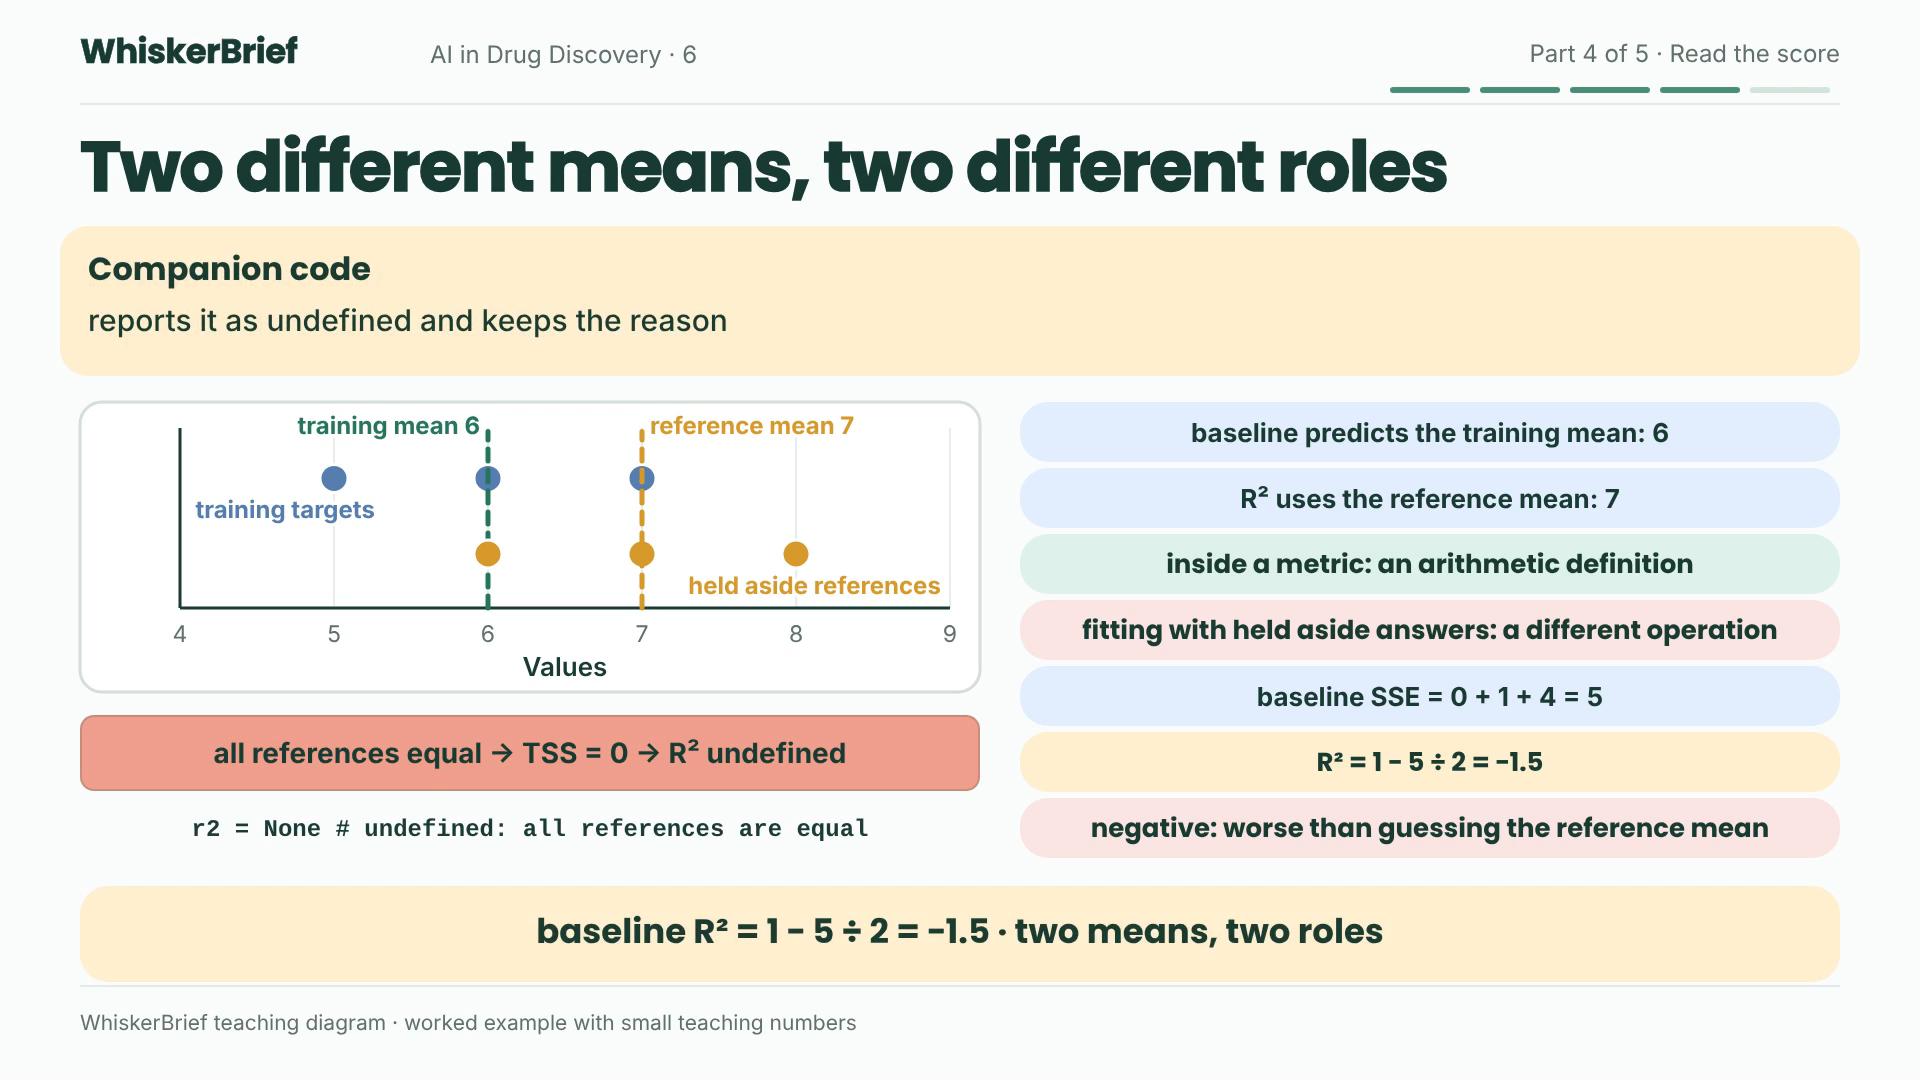 WhiskerBrief
AI in Drug Discovery · 6
Part 4 of 5 · Read the score
Two different means, two different roles
Companion code
reports it as undefined and keeps the reason
training mean 6
reference mean 7
training targets
held aside references
4 5 6 7 8 9
Values
all references equal → TSS = 0 → R² undefined
r2 = None # undefined: all references are equal
baseline predicts the training mean: 6
R² uses the reference mean: 7
inside a metric: an arithmetic definition
fitting with held aside answers: a different operation
baseline SSE = 0 + 1 + 4 = 5
R² = 1 − 5 ÷ 2 = −1.5
negative: worse than guessing the reference mean
baseline R² = 1 − 5 ÷ 2 = −1.5 · two means, two roles
WhiskerBrief teaching diagram · worked example with small teaching numbers